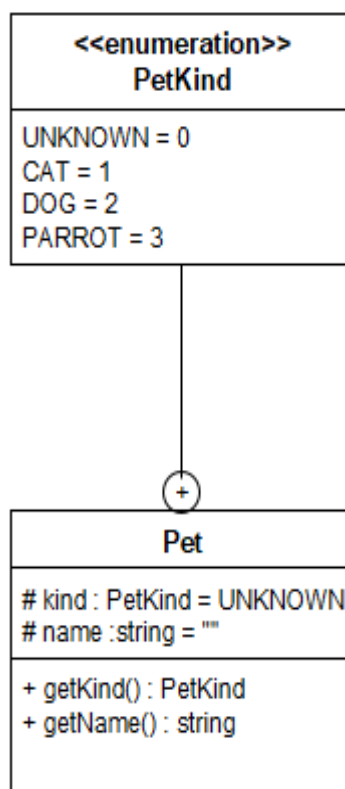 <<enumeration>>
PetKind
UNKNOWN = 0
CAT = 1
DOG = 2
PARROT = 3
+
Pet
# kind : PetKind = UNKNOWN
# name :string = ""
+ getKind() : PetKind
+ getName() : string